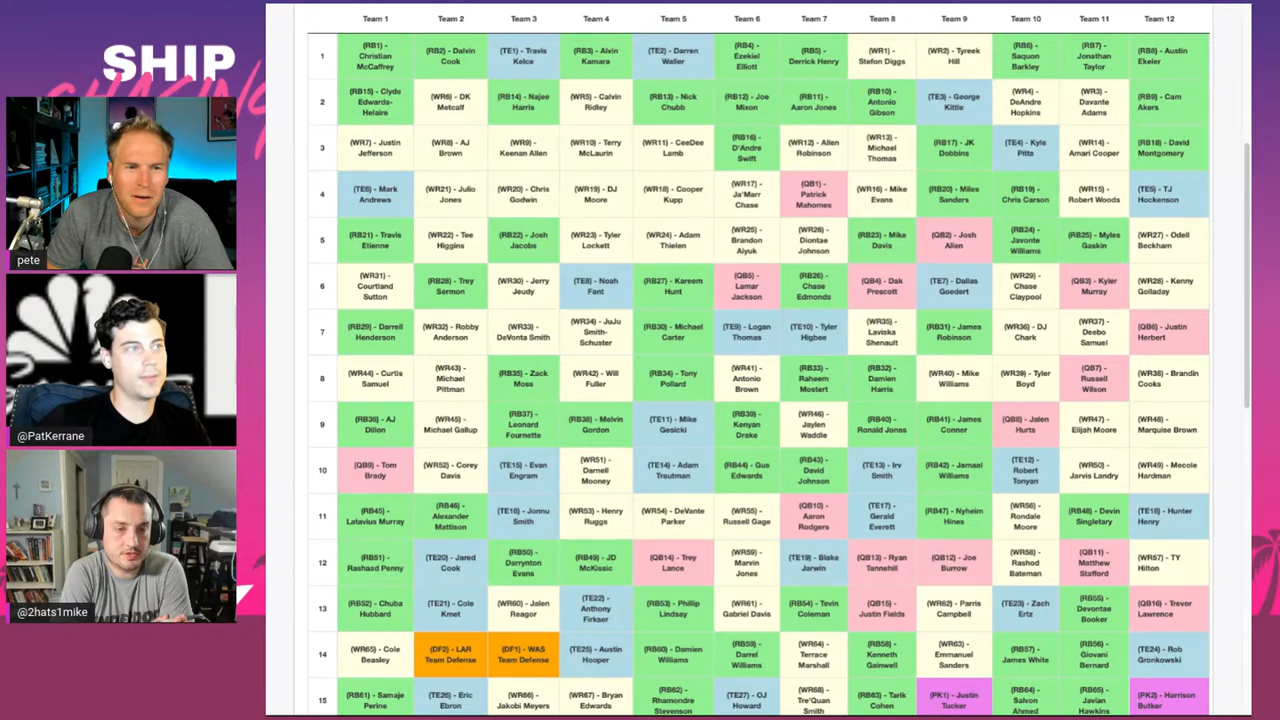 SHIP
pete
@PatKerrane
@2hats1mike
Team 1 Team 2 Team 3 Team 4 Team 5 Team 6 Team 7 Team 8 Team 9 Team 10 Team 11 Team 12
1 (RB1) - Christian McCaffrey (RB2) - Dalvin Cook (TE1) - Travis Kelce (RB3) - Alvin Kamara (TE2) - Darren Waller (RB4) - Ezekiel Elliott (RB5) - Derrick Henry (WR1) - Stefon Diggs (WR2) - Tyreek Hill (RB6) - Saquon Barkley (RB7) - Jonathan Taylor (RB8) - Austin Ekeler
2 (RB15) - Clyde Edwards-Helaire (WR6) - DK Metcalf (RB14) - Najee Harris (WR5) - Calvin Ridley (RB13) - Nick Chubb (RB12) - Joe Mixon (RB11) - Aaron Jones (RB10) - Antonio Gibson (TE3) - George Kittle (WR4) - DeAndre Hopkins (WR3) - Davante Adams (RB9) - Cam Akers
3 (WR7) - Justin Jefferson (WR8) - AJ Brown (WR9) - Keenan Allen (WR10) - Terry McLaurin (WR11) - CeeDee Lamb (RB16) - D'Andre Swift (WR12) - Allen Robinson (WR13) - Michael Thomas (RB17) - JK Dobbins (TE4) - Kyle Pitts (WR14) - Amari Cooper (RB18) - David Montgomery
4 (TE6) - Mark Andrews (WR21) - Julio Jones (WR20) - Chris Godwin (WR19) - DJ Moore (WR18) - Cooper Kupp (WR17) - Ja'Marr Chase (QB1) - Patrick Mahomes (WR16) - Mike Evans (RB20) - Miles Sanders (RB19) - Chris Carson (WR15) - Robert Woods (TE5) - TJ Hockenson
5 (RB21) - Travis Etienne (WR22) - Tee Higgins (RB22) - Josh Jacobs (WR23) - Tyler Lockett (WR24) - Adam Thielen (WR25) - Brandon Aiyuk (WR26) - Diontae Johnson (RB23) - Mike Davis (QB2) - Josh Allen (RB24) - Javonte Williams (RB25) - Myles Gaskin (WR27) - Odell Beckham
6 (WR31) - Courtland Sutton (RB28) - Trey Sermon (WR30) - Jerry Jeudy (TE8) - Noah Fant (RB27) - Kareem Hunt (QB5) - Lamar Jackson (RB26) - Chase Edmonds (QB4) - Dak Prescott (TE7) - Dallas Goedert (WR29) - Chase Claypool (QB3) - Kyler Murray (WR28) - Kenny Golladay
7 (RB29) - Darrell Henderson (WR32) - Robby Anderson (WR33) - DeVonta Smith (WR34) - JuJu Smith-Schuster (RB30) - Michael Carter (TE9) - Logan Thomas (TE10) - Tyler Higbee (WR35) - Laviska Shenault (RB31) - James Robinson (WR36) - DJ Chark (WR37) - Deebo Samuel (QB6) - Justin Herbert
8 (WR44) - Curtis Samuel (WR43) - Michael Pittman (RB35) - Zack Moss (WR42) - Will Fuller (RB34) - Tony Pollard (WR41) - Antonio Brown (RB33) - Raheem Mostert (RB32) - Damien Harris (WR40) - Mike Williams (WR39) - Tyler Boyd (QB7) - Russell Wilson (WR38) - Brandin Cooks
9 (RB36) - AJ Dillon (WR45) - Michael Gallup (RB37) - Leonard Fournette (RB38) - Melvin Gordon (TE11) - Mike Gesicki (RB39) - Kenyan Drake (WR46) - Jaylen Waddle (RB40) - Ronald Jones (RB41) - James Conner (QB8) - Jalen Hurts (WR47) - Elijah Moore (WR48) - Marquise Brown
10 (QB9) - Tom Brady (WR52) - Corey Davis (TE15) - Evan Engram (WR51) - Darnell Mooney (TE14) - Adam Trautman (RB44) - Gus Edwards (RB43) - David Johnson (TE13) - Irv Smith (RB42) - Jamaal Williams (TE12) - Robert Tonyan (WR50) - Jarvis Landry (WR49) - Mecole Hardman
11 (RB45) - Latavius Murray (RB46) - Alexander Mattison (TE16) - Jonnu Smith (WR53) - Henry Ruggs (WR54) - DeVante Parker (WR55) - Russell Gage (QB10) - Aaron Rodgers (TE17) - Gerald Everett (RB47) - Nyheim Hines (WR56) - Rondale Moore (RB48) - Devin Singletary (TE18) - Hunter Henry
12 (RB51) - Rashaad Penny (TE20) - Jared Cook (RB50) - Darrynton Evans (RB49) - JD McKissic (QB14) - Trey Lance (WR59) - Marvin Jones (TE19) - Blake Jarwin (QB13) - Ryan Tannehill (QB12) - Joe Burrow (WR58) - Rashod Bateman (QB11) - Matthew Stafford (WR57) - TY Hilton
13 (RB52) - Chuba Hubbard (TE21) - Cole Kmet (WR60) - Jalen Reagor (TE22) - Anthony Firkser (RB53) - Phillip Lindsay (WR61) - Gabriel Davis (RB54) - Tevin Coleman (QB15) - Justin Fields (WR62) - Parris Campbell (TE23) - Zach Ertz (RB55) - Devontae Booker (QB16) - Trevor Lawrence
14 (WR65) - Cole Beasley (DF2) - LAR Team Defense (DF1) - WAS Team Defense (TE25) - Austin Hooper (RB60) - Damien Williams (RB59) - Darrel Williams (WR64) - Terrace Marshall (RB58) - Kenneth Gainwell (WR63) - Emmanuel Sanders (RB57) - James White (RB56) - Giovani Bernard (TE24) - Rob Gronkowski
15 (RB61) - Samaje Perine (TE26) - Eric Ebron (WR66) - Jakobi Meyers (WR67) - Bryan Edwards (RB62) - Rhamondre Stevenson (TE27) - OJ Howard (WR68) - Tre'Quan Smith (RB63) - Tarik Cohen (PK1) - Justin Tucker (RB64) - Salvon Ahmed (RB65) - Javian Hawkins (PK2) - Harrison Butker